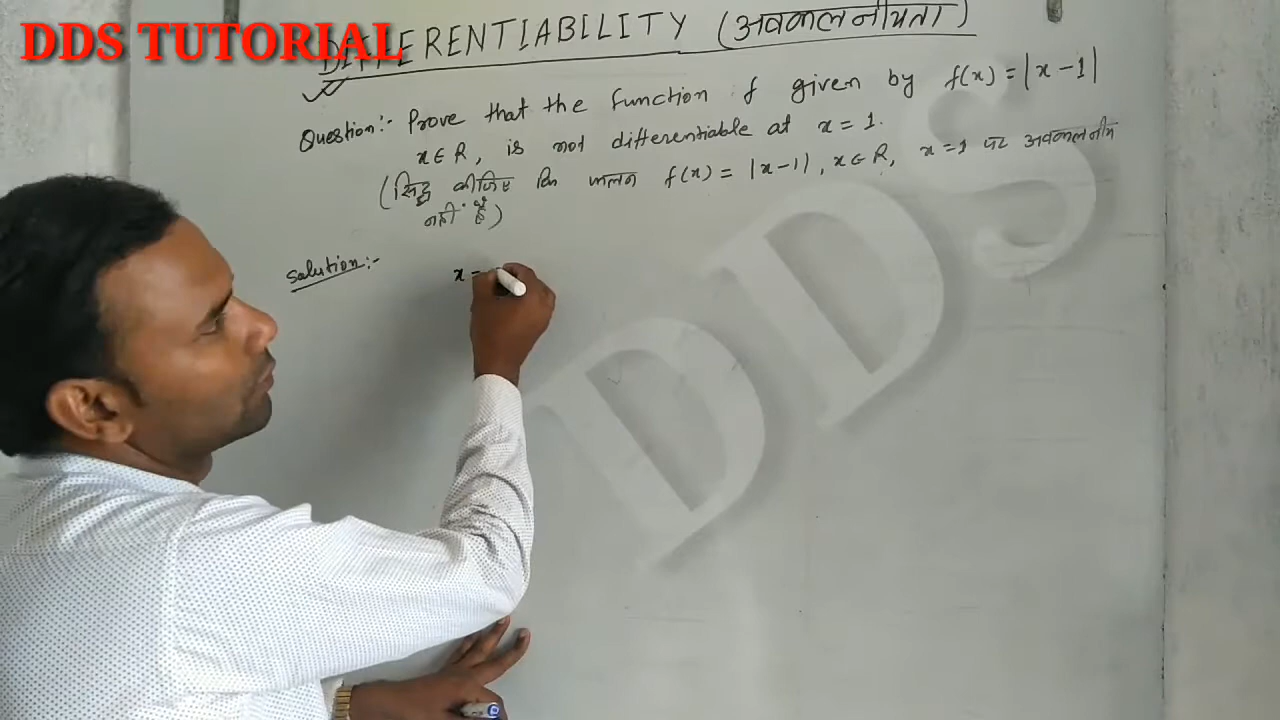 DDS TUTORIAL
DIFFERENTIABILITY (अवकलनीयता)
Question:- Prove that the function f given by f(x) = |x-1|
x∈R, is not differentiable at x = 1.
(सिद्ध कीजिए कि फलन f(x) = |x-1|, x∈R, x=1 पर अवकलनीय
नहीं है)
Solution:- x =
DDS